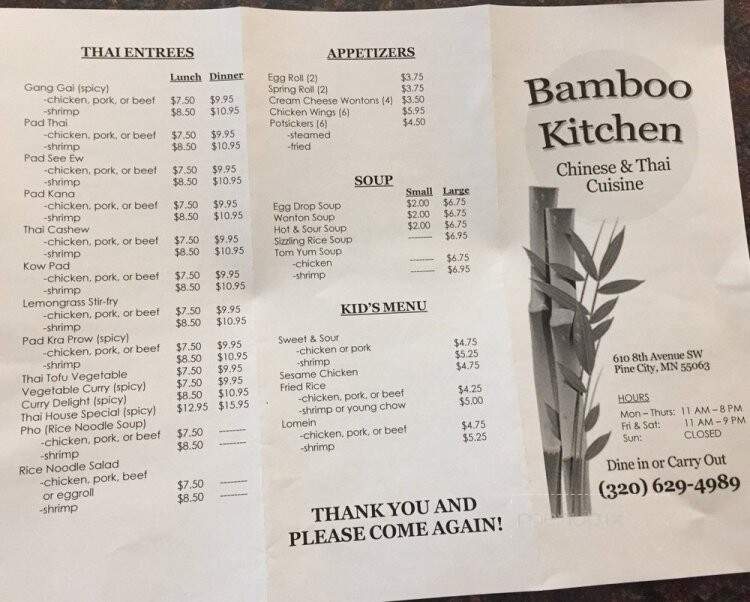 THAI ENTREES
Lunch Dinner
Gang Gai (spicy)
-chicken, pork, or beef $7.50 $9.95
-shrimp $8.50 $10.95
Pad Thai
-chicken, pork, or beef $7.50 $9.95
-shrimp $8.50 $10.95
Pad See Ew
-chicken, pork, or beef $7.50 $9.95
-shrimp $8.50 $10.95
Pad Kana
-chicken, pork, or beef $7.50 $9.95
-shrimp $8.50 $10.95
Thai Cashew
-chicken, pork, or beef $7.50 $9.95
-shrimp $8.50 $10.95
Kow Pad
-chicken, pork, or beef $7.50 $9.95
-shrimp $8.50 $10.95
Lemongrass Stir-fry
-chicken, pork, or beef $7.50 $9.95
-shrimp $8.50 $10.95
Pad Kra Prow (spicy)
-chicken, pork, or beef $7.50 $9.95
-shrimp $8.50 $10.95
Thai Tofu Vegetable $7.50 $9.95
Vegetable Curry (spicy) $7.50 $9.95
Curry Delight (spicy) $8.50 $10.95
Thai House Special (spicy) $12.95 $15.95
Pho (Rice Noodle Soup)
-chicken, pork, or beef $7.50 --------
-shrimp $8.50 --------
Rice Noodle Salad
-chicken, pork, beef
or eggroll $7.50 --------
-shrimp $8.50 --------
APPETIZERS
Egg Roll (2) $3.75
Spring Roll (2) $3.75
Cream Cheese Wontons (4) $3.50
Chicken Wings (6) $5.95
Potsickers (6) $4.50
-steamed
-fried
SOUP
Small Large
Egg Drop Soup $2.00 $6.75
Wonton Soup $2.00 $6.75
Hot & Sour Soup $2.00 $6.75
Sizzling Rice Soup -------- $6.95
Tom Yum Soup
-chicken -------- $6.75
-shrimp -------- $6.95
KID'S MENU
Sweet & Sour
-chicken or pork $4.75
-shrimp $5.25
Sesame Chicken $4.75
Fried Rice
-chicken, pork, or beef $4.25
-shrimp or young chow $5.00
Lomein
-chicken, pork, or beef $4.75
-shrimp $5.25
THANK YOU AND
PLEASE COME AGAIN!
Bamboo
Kitchen
Chinese & Thai
Cuisine
610 8th Avenue SW
Pine City, MN 55063
HOURS
Mon – Thurs: 11 AM – 8 PM
Fri & Sat: 11 AM – 9 PM
Sun: CLOSED
Dine in or Carry Out
(320) 629-4989